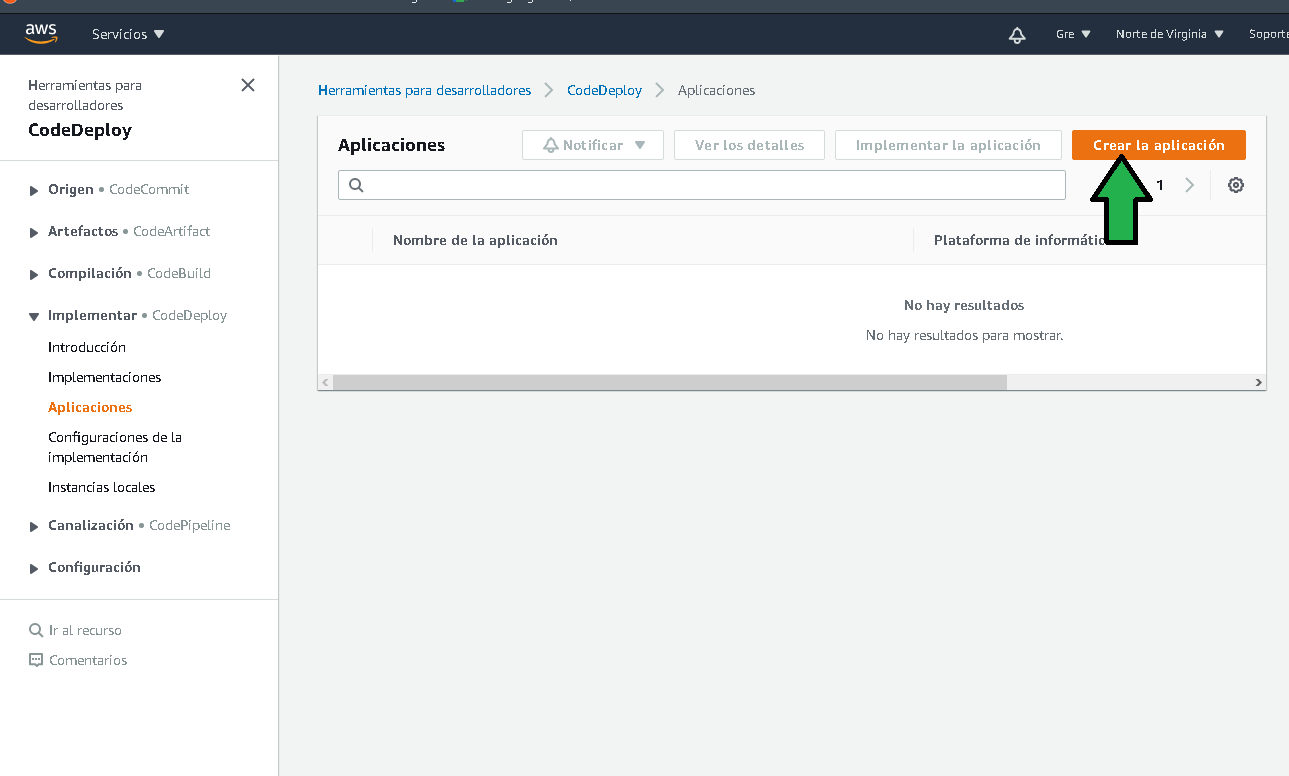 aws
Servicios
Gre
Norte de Virginia
Soporte
Herramientas para
desarrolladores
CodeDeploy
Origen • CodeCommit
Artefactos • CodeArtifact
Compilación • CodeBuild
Implementar • CodeDeploy
Introducción
Implementaciones
Aplicaciones
Configuraciones de la
implementación
Instancias locales
Canalización • CodePipeline
Configuración
Ir al recurso
Comentarios
Herramientas para desarrolladores > CodeDeploy > Aplicaciones
Aplicaciones
Notificar
Ver los detalles
Implementar la aplicación
Crear la aplicación
1
Nombre de la aplicación
Plataforma de informátic
No hay resultados
No hay resultados para mostrar.